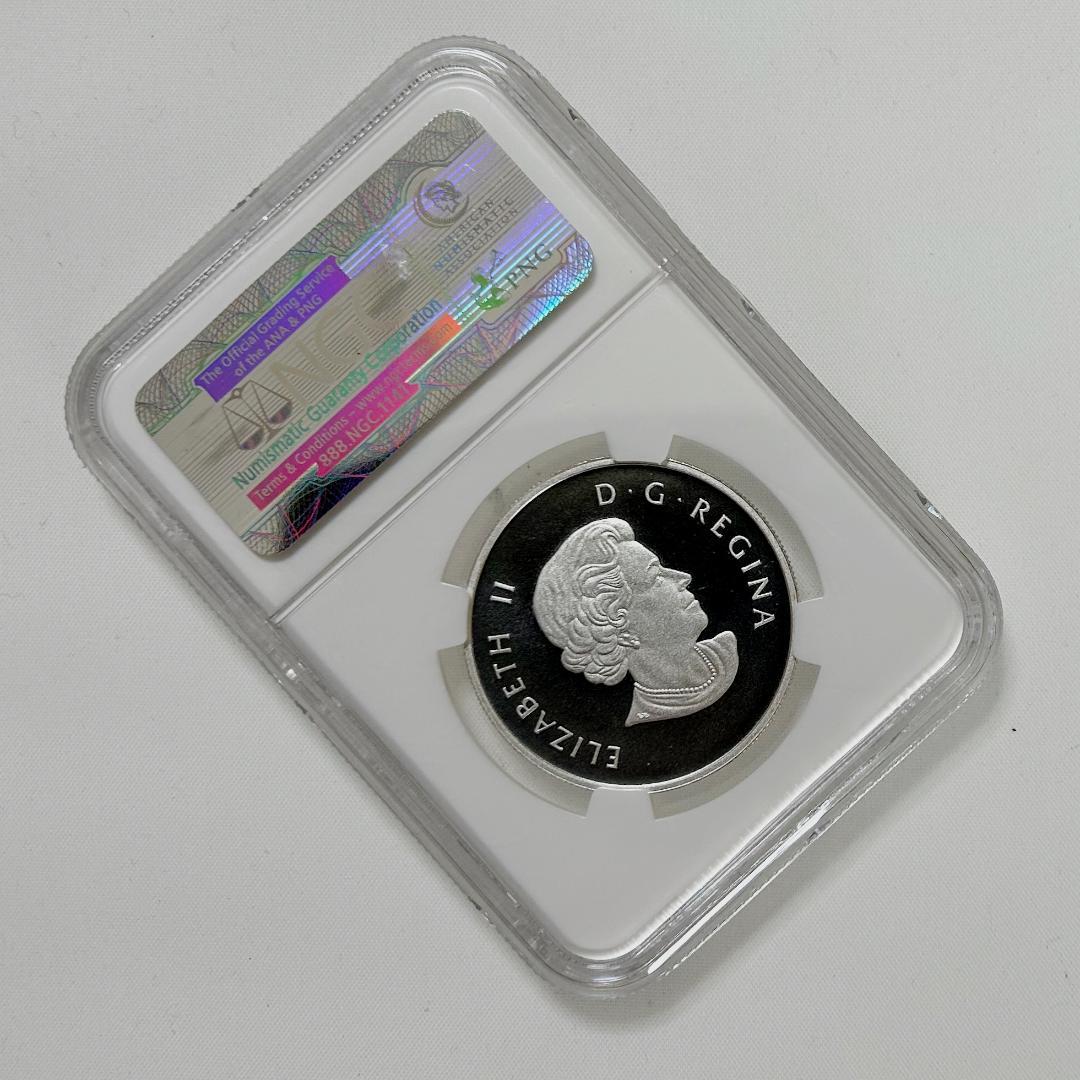 The Official Grading Service
of the ANA & PNG
NGC
Numismatic Guaranty Corporation
Terms & Conditions – www.ngccoin.com
888.NGC.1141
AMERICAN
NUMISMATIC
ASSOCIATION
PNG
ELIZABETH II D·G·REGINA